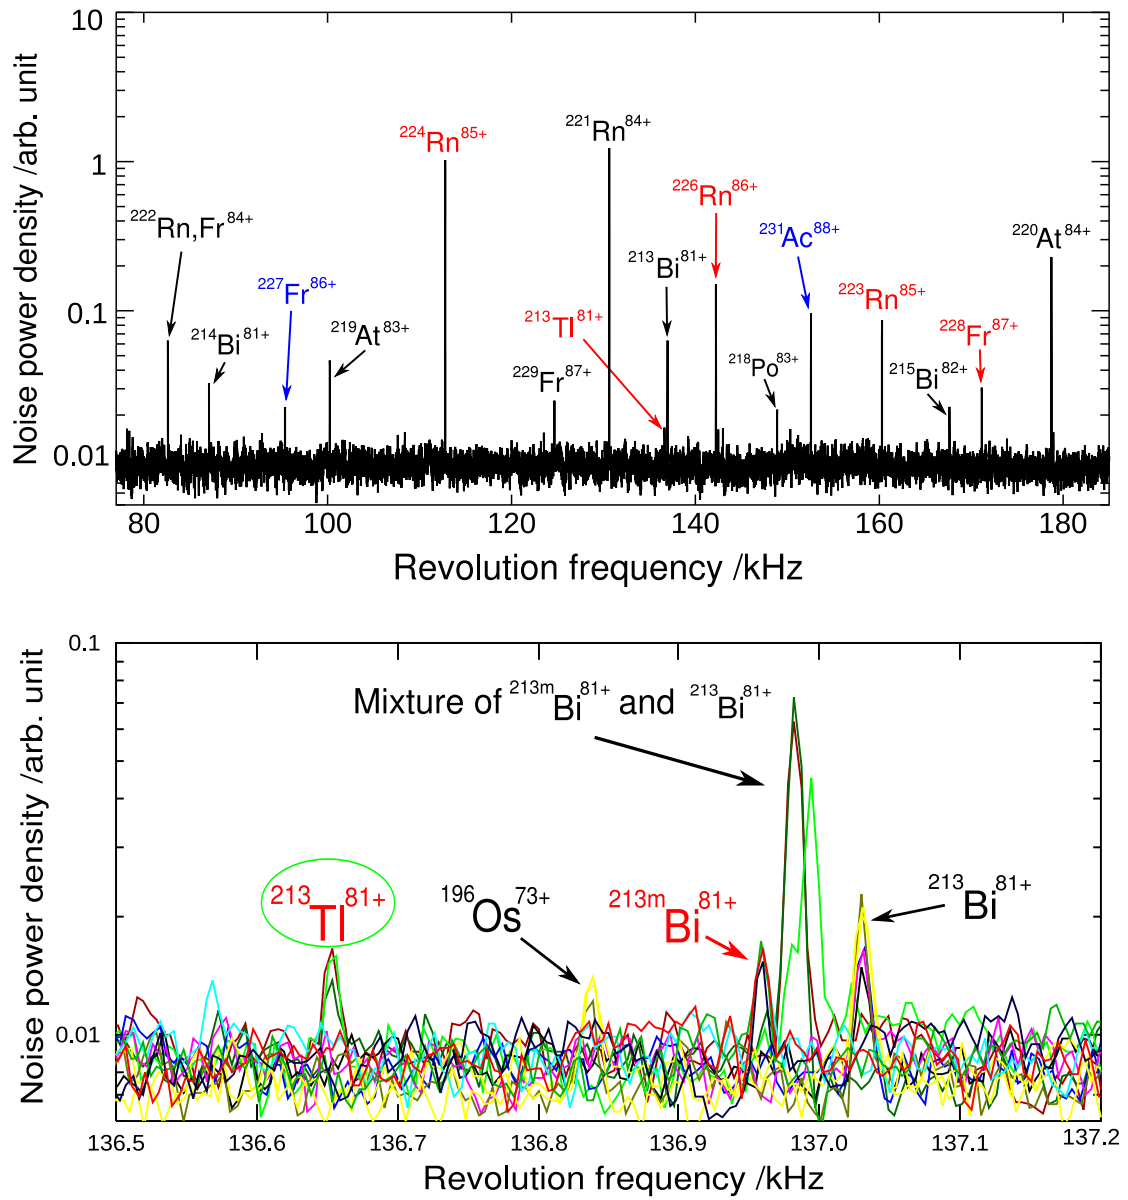 10
1
0.1
0.01
Noise power density /arb. unit
²²⁴Rn⁸⁵⁺
²²¹Rn⁸⁴⁺
²²⁶Rn⁸⁶⁺
²²²Rn,Fr⁸⁴⁺
²³¹Ac⁸⁸⁺
²²⁰At⁸⁴⁺
²¹³Bi⁸¹⁺
²²⁷Fr⁸⁶⁺
²²³Rn⁸⁵⁺
²¹³Tl⁸¹⁺
²¹⁴Bi⁸¹⁺
²¹⁹At⁸³⁺
²²⁸Fr⁸⁷⁺
²²⁹Fr⁸⁷⁺
²¹⁸Po⁸³⁺
²¹⁵Bi⁸²⁺
80 100 120 140 160 180
Revolution frequency /kHz
0.1
0.01
Noise power density /arb. unit
Mixture of ²¹³ᵐBi⁸¹⁺ and ²¹³Bi⁸¹⁺
²¹³Tl⁸¹⁺
¹⁹⁶Os⁷³⁺
²¹³ᵐBi⁸¹⁺
²¹³Bi⁸¹⁺
136.5 136.6 136.7 136.8 136.9 137.0 137.1 137.2
Revolution frequency /kHz